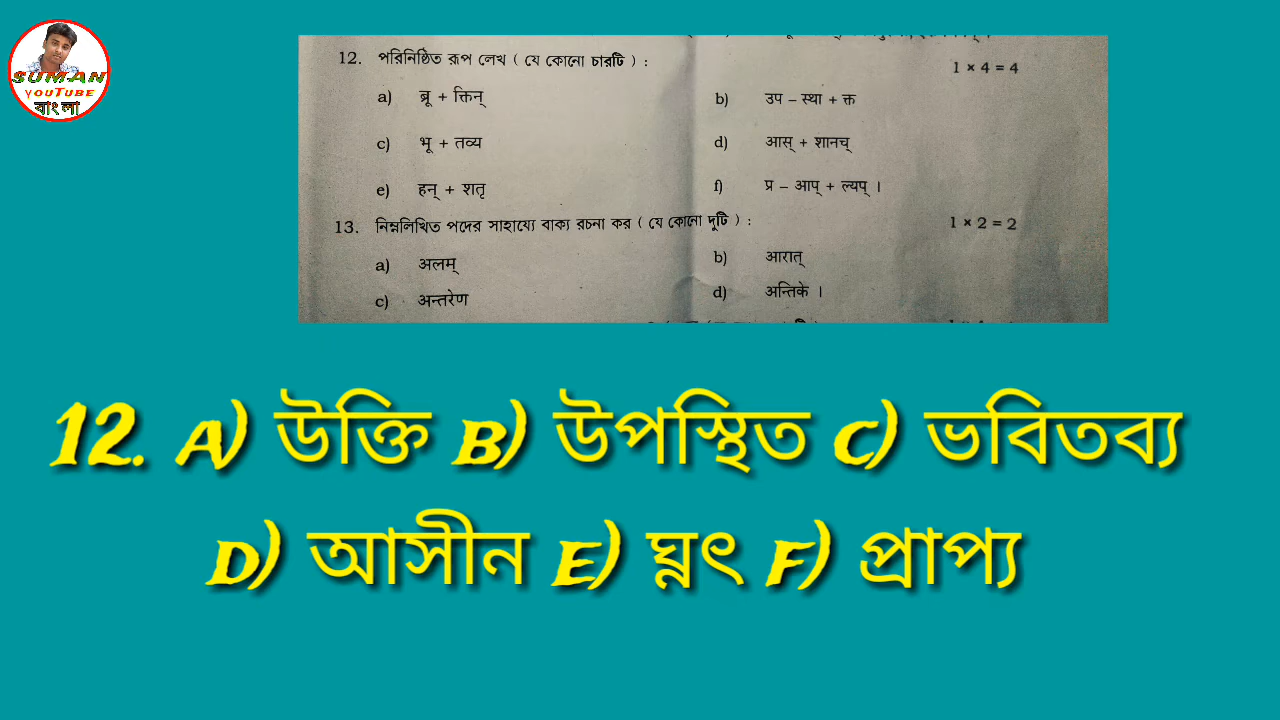 SUMAN
YOUTUBE
বাংলা
12. পরিনিষ্ঠিত রূপ লেখ ( যে কোনো চারটি ) : 1 × 4 = 4
a) ब्रू + क्तिन् b) उप – स्था + क्त
c) भू + तव्य d) आस् + शानच्
e) हन् + शतृ f) प्र – आप् + ल्यप् ।
13. নিম্নলিখিত পদের সাহায্যে বাক্য রচনা কর ( যে কোনো দুটি ) : 1 × 2 = 2
a) अलम् b) आरात्
c) अन्तरेण d) अन्तिके ।
12. A) উক্তি B) উপস্থিত C) ভবিতব্য
D) আসীন E) ঘ্নৎ F) প্রাপ্য